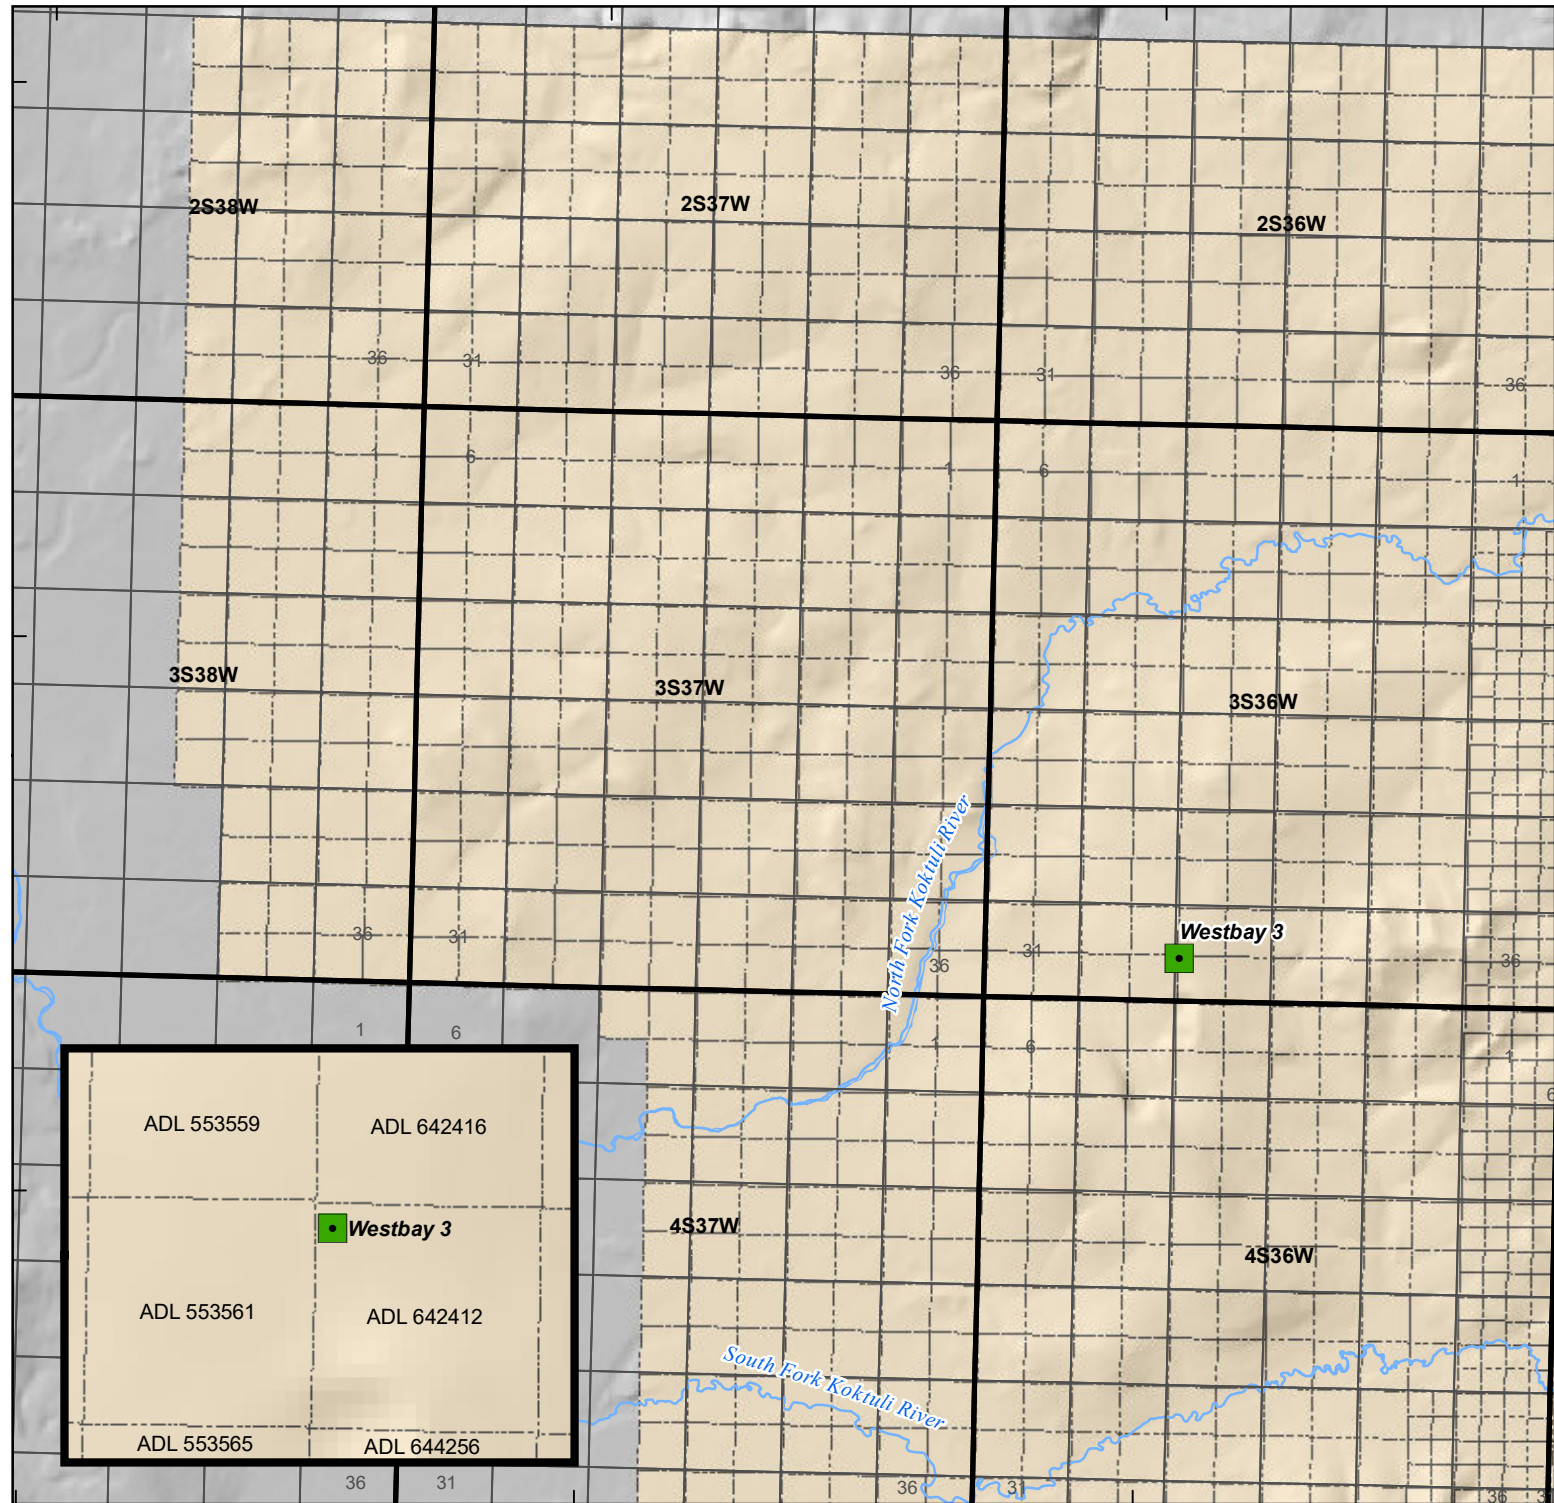 2S38W
2S37W
2S36W
36
31
36
31
36
1
6
1
6
1
3S38W
3S37W
3S36W
North Fork Koktuli River
Westbay 3
36
31
36
31
36
1
6
1
6
1
6
ADL 553559
ADL 642416
Westbay 3
ADL 553561
ADL 642412
ADL 553565
ADL 644256
4S37W
4S36W
South Fork Koktuli River
36
31
36
31
36